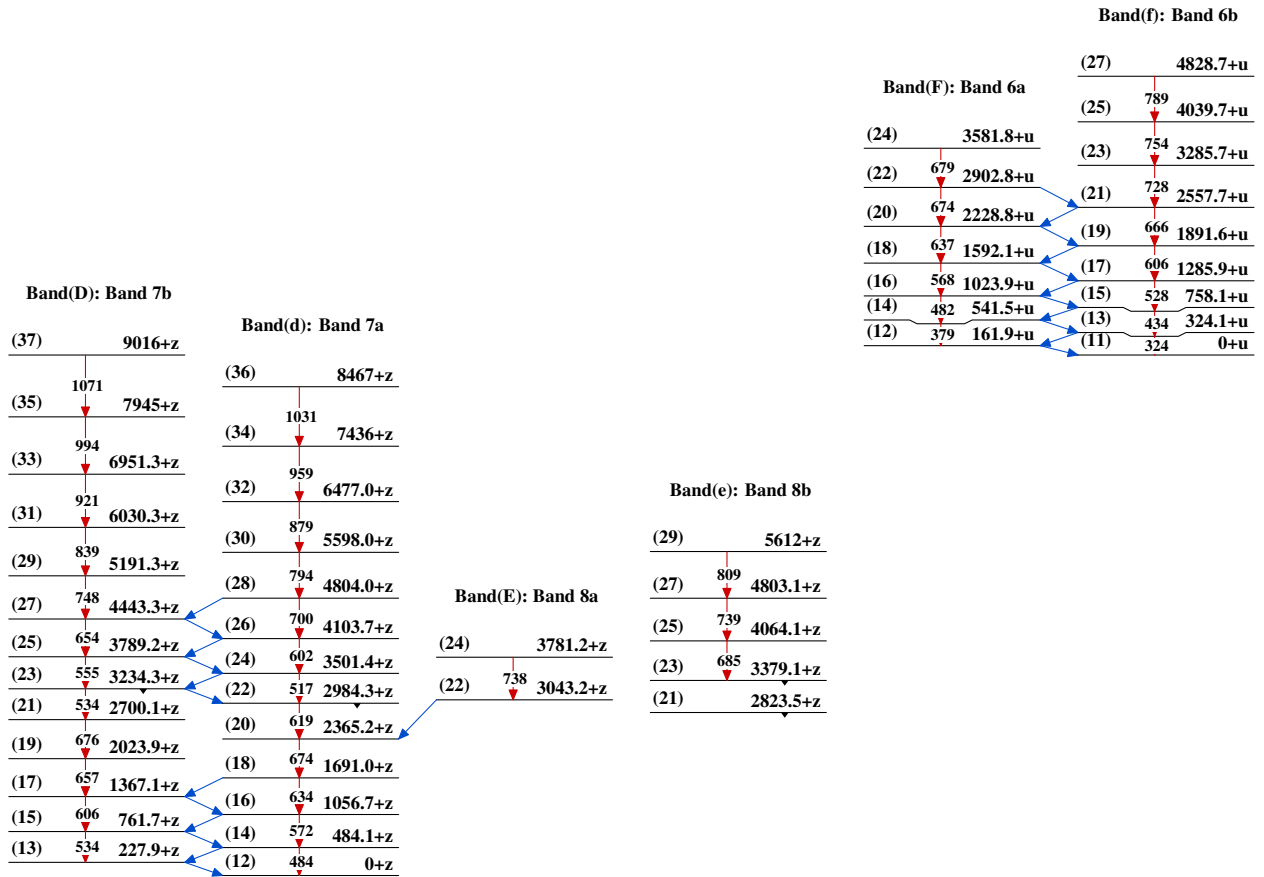 Band(D): Band 7b
(37) 9016+z
1071
(35) 7945+z
994
(33) 6951.3+z
921
(31) 6030.3+z
839
(29) 5191.3+z
748
(27) 4443.3+z
654
(25) 3789.2+z
555
(23) 3234.3+z
534
(21) 2700.1+z
676
(19) 2023.9+z
657
(17) 1367.1+z
606
(15) 761.7+z
534
(13) 227.9+z
Band(d): Band 7a
(36) 8467+z
1031
(34) 7436+z
959
(32) 6477.0+z
879
(30) 5598.0+z
794
(28) 4804.0+z
700
(26) 4103.7+z
602
(24) 3501.4+z
517
(22) 2984.3+z
619
(20) 2365.2+z
674
(18) 1691.0+z
634
(16) 1056.7+z
572
(14) 484.1+z
484
(12) 0+z
Band(E): Band 8a
(24) 3781.2+z
738
(22) 3043.2+z
Band(e): Band 8b
(29) 5612+z
809
(27) 4803.1+z
739
(25) 4064.1+z
685
(23) 3379.1+z
(21) 2823.5+z
Band(F): Band 6a
(24) 3581.8+u
679
(22) 2902.8+u
674
(20) 2228.8+u
637
(18) 1592.1+u
568
(16) 1023.9+u
482
(14) 541.5+u
379
(12) 161.9+u
Band(f): Band 6b
(27) 4828.7+u
789
(25) 4039.7+u
754
(23) 3285.7+u
728
(21) 2557.7+u
666
(19) 1891.6+u
606
(17) 1285.9+u
528
(15) 758.1+u
434
(13) 324.1+u
324
(11) 0+u